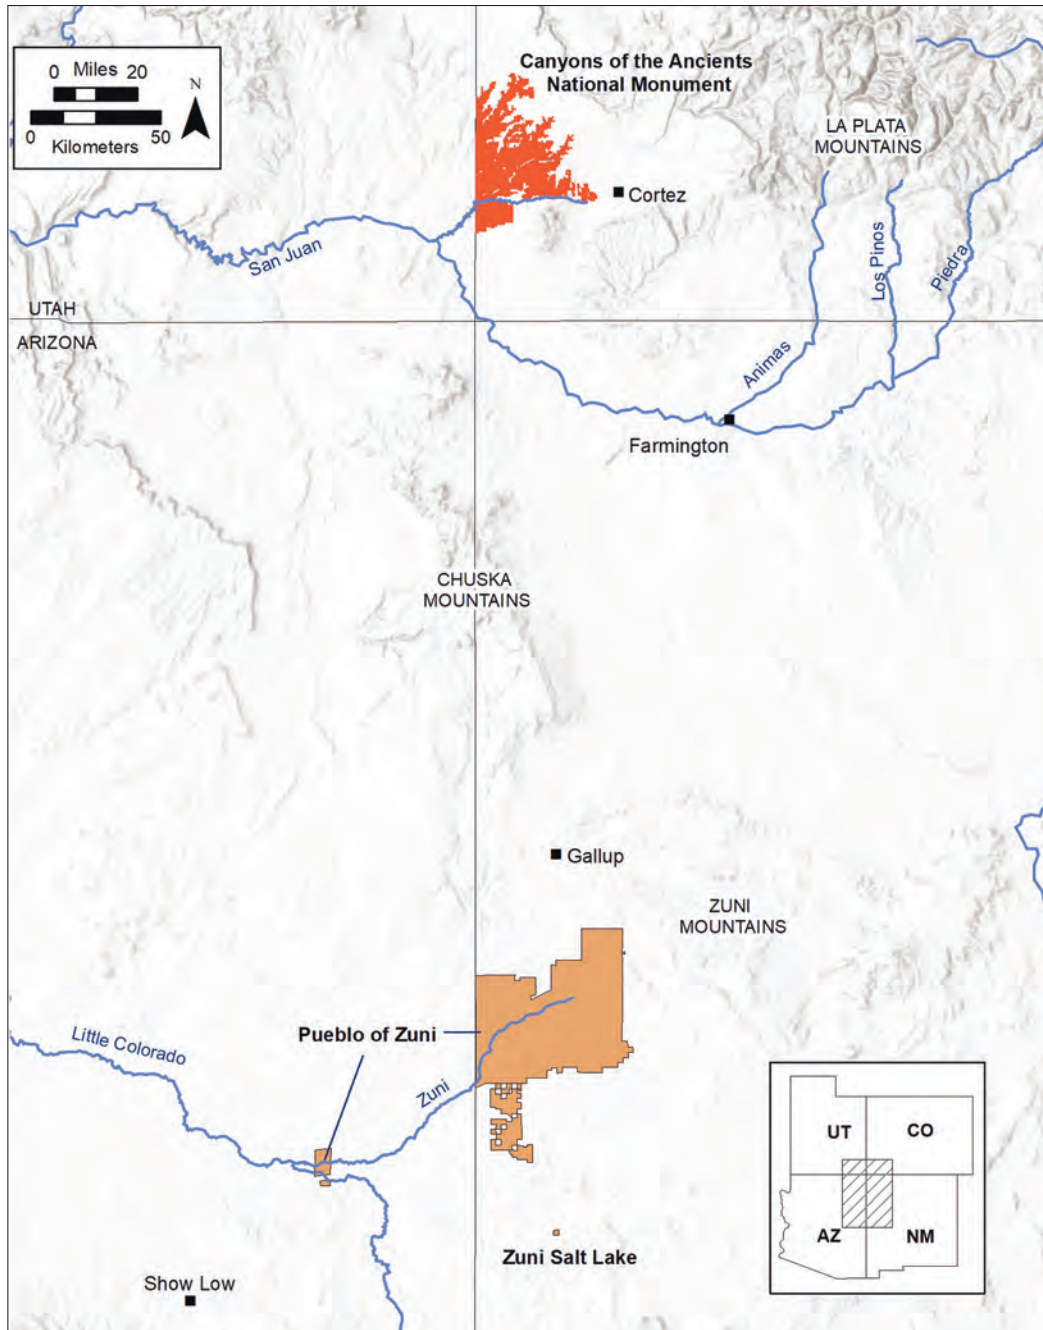 0 Miles 20
N
0 50
Kilometers
Canyons of the Ancients
National Monument
LA PLATA
MOUNTAINS
Cortez
San Juan
Los Pinos
Piedra
UTAH
ARIZONA
Animas
Farmington
CHUSKA
MOUNTAINS
Gallup
ZUNI
MOUNTAINS
Little Colorado
Pueblo of Zuni
Zuni
UT
CO
AZ
NM
Zuni Salt Lake
Show Low